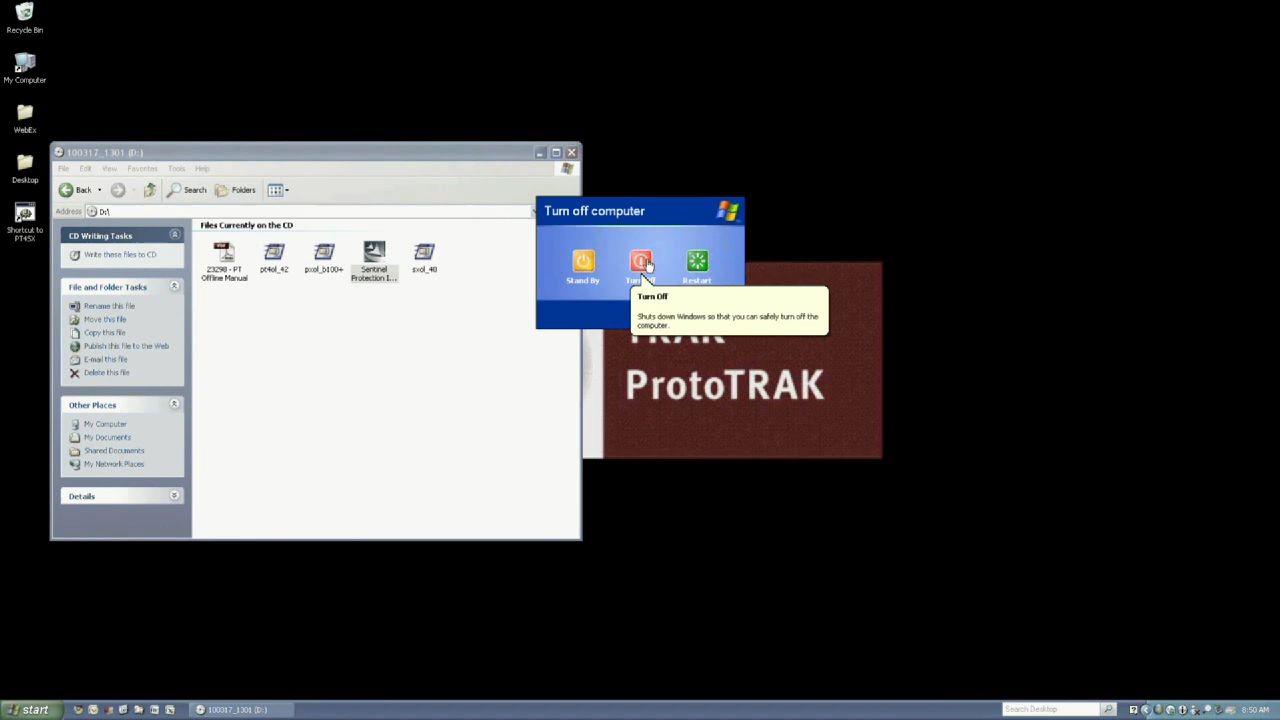 Recycle Bin
My Computer
WebEx
Desktop
Shortcut to
PT4SX
100317_1301 (D:)
File Edit View Favorites Tools Help
Back
Search
Folders
Address
D:\
CD Writing Tasks
Write these files to CD
File and Folder Tasks
Rename this file
Move this file
Copy this file
Publish this file to the Web
E-mail this file
Delete this file
Other Places
My Computer
My Documents
Shared Documents
My Network Places
Details
Files Currently on the CD
23298 - PT
Offline Manual
pt4ol_42
pxol_b100+
Sentinel
Protection I...
sxol_40
Turn off computer
Stand By
Restart
Turn Off
Shuts down Windows so that you can safely turn off the
computer.
TRAK
ProtoTRAK
start
100317_1301 (D:)
Search Desktop
8:50 AM